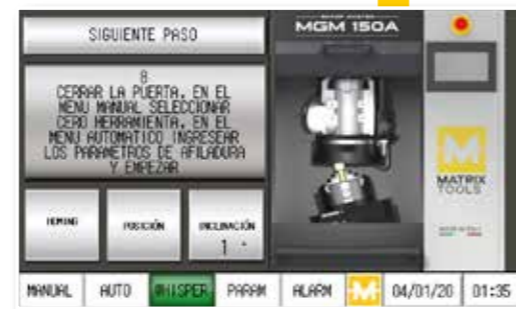 SIGUIENTE PASO
8
CERRAR LA PUERTA, EN EL
MENU MANUAL SELECCIONAR
CERO HERRAMIENTA, EN EL
MENU AUTOMATICO INGRESEAR
LOS PARAMETROS DE AFILADURA
Y EMPEZAR
HOMING
POSICIÓN
INCLINACIÓN
1 °
MGM 150A
MATRIX
TOOLS
MANUAL
AUTO
WHISPER
PARAM
ALARM
M
04/01/20
01:35